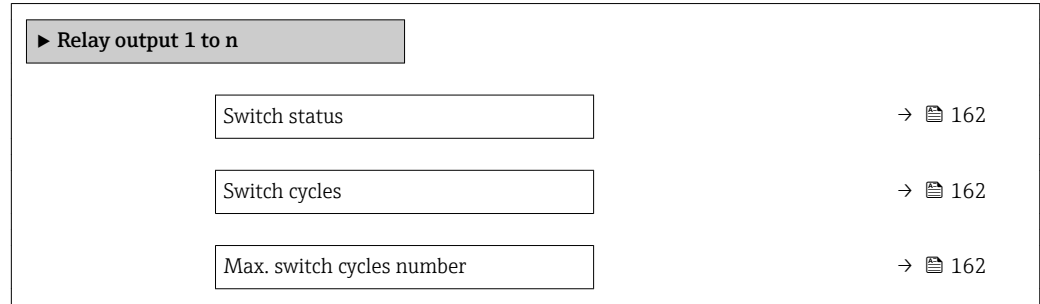 ▶ Relay output 1 to n
Switch status → 162
Switch cycles → 162
Max. switch cycles number → 162